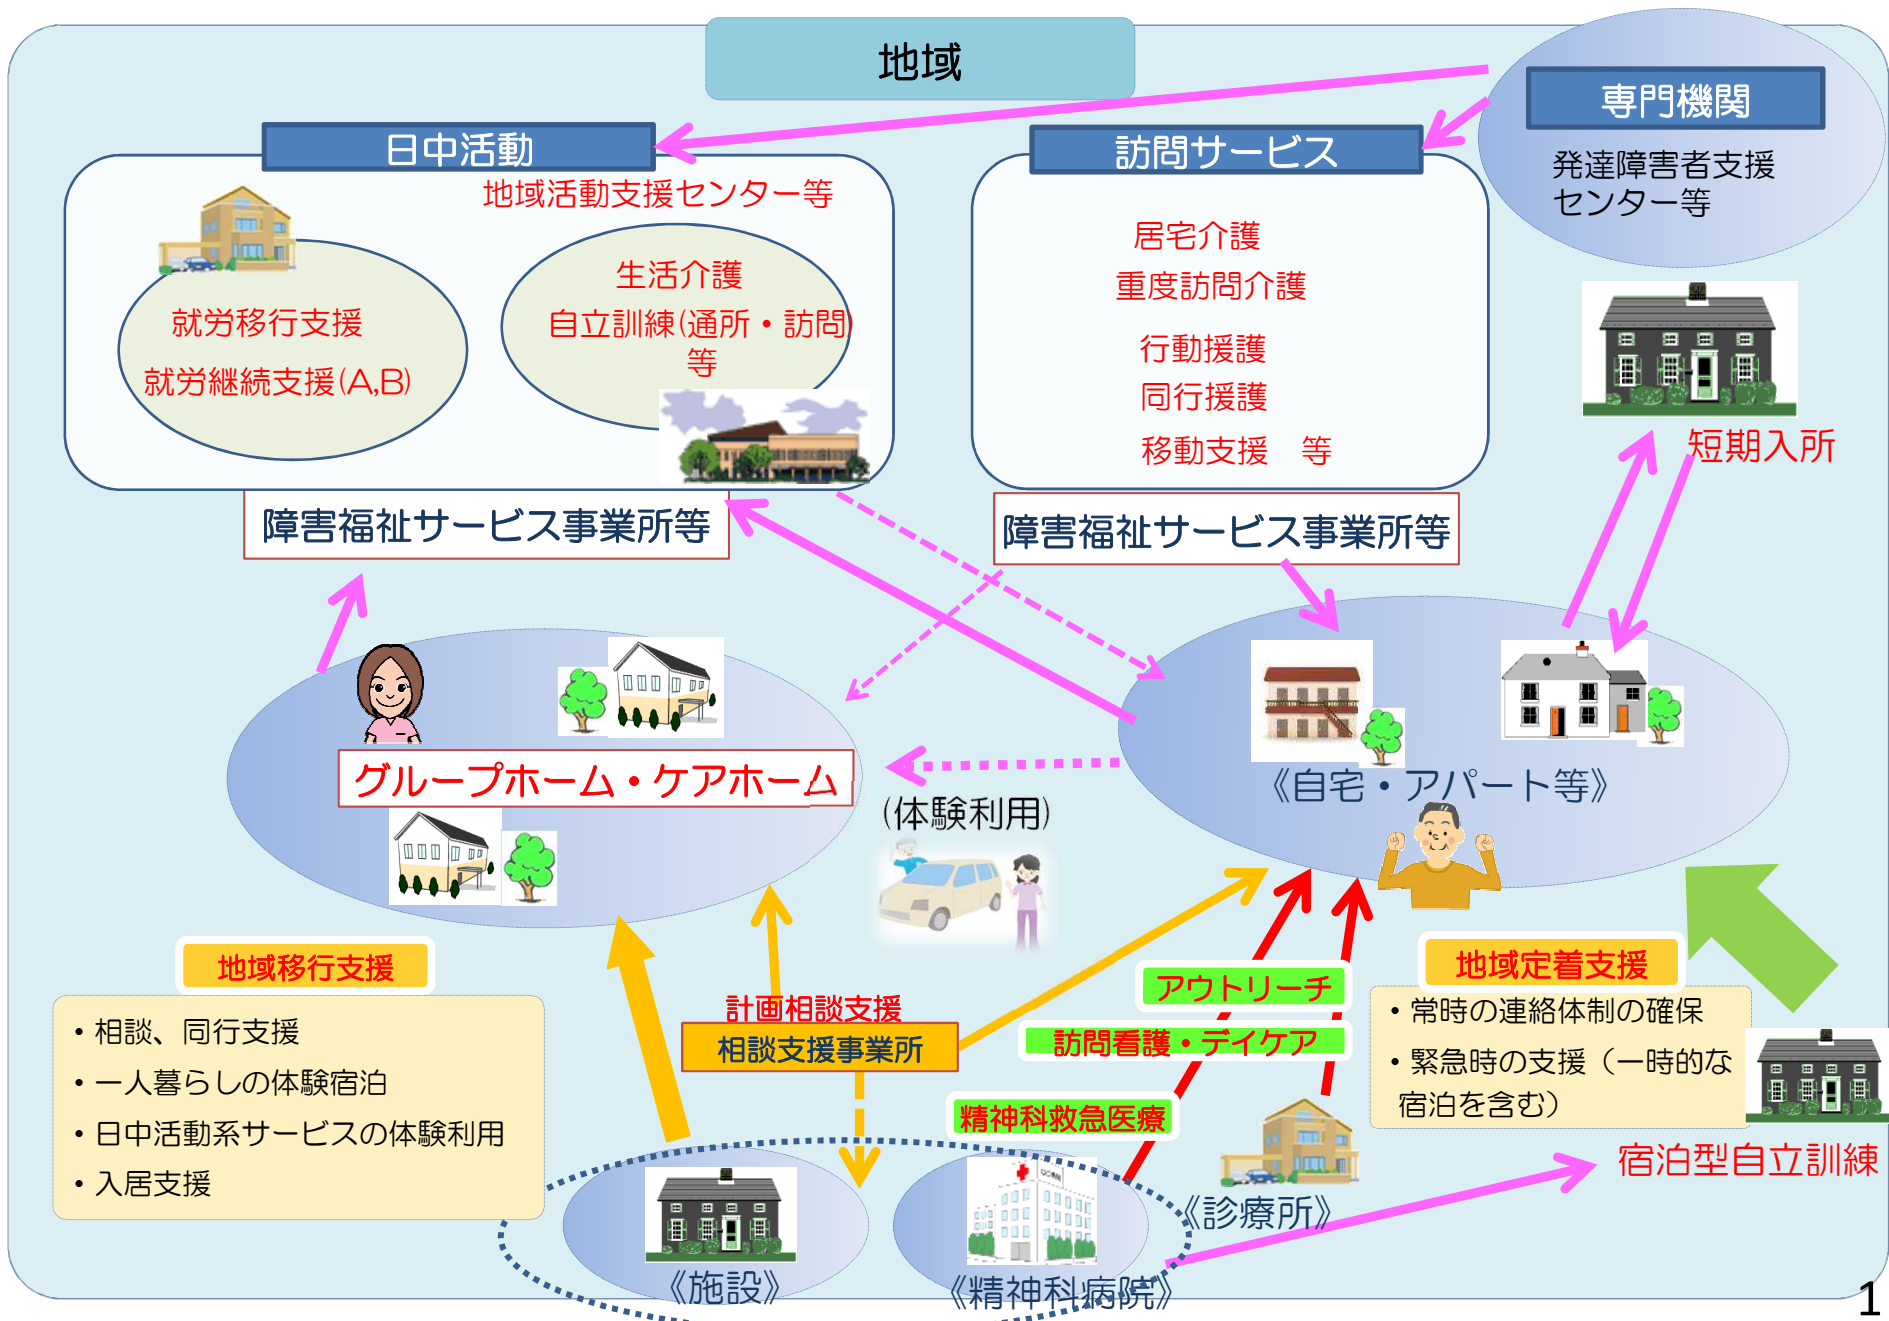 地域
専門機関
発達障害者支援
センター等
日中活動
地域活動支援センター等
就労移行支援
就労継続支援(A,B)
生活介護
自立訓練(通所・訪問)
等
障害福祉サービス事業所等
訪問サービス
居宅介護
重度訪問介護
行動援護
同行援護
移動支援　等
障害福祉サービス事業所等
短期入所
グループホーム・ケアホーム
(体験利用)
《自宅・アパート等》
地域移行支援
・相談、同行支援
・一人暮らしの体験宿泊
・日中活動系サービスの体験利用
・入居支援
計画相談支援
相談支援事業所
アウトリーチ
訪問看護・デイケア
精神科救急医療
地域定着支援
・常時の連絡体制の確保
・緊急時の支援（一時的な
宿泊を含む）
宿泊型自立訓練
《診療所》
《施設》
《精神科病院》
1